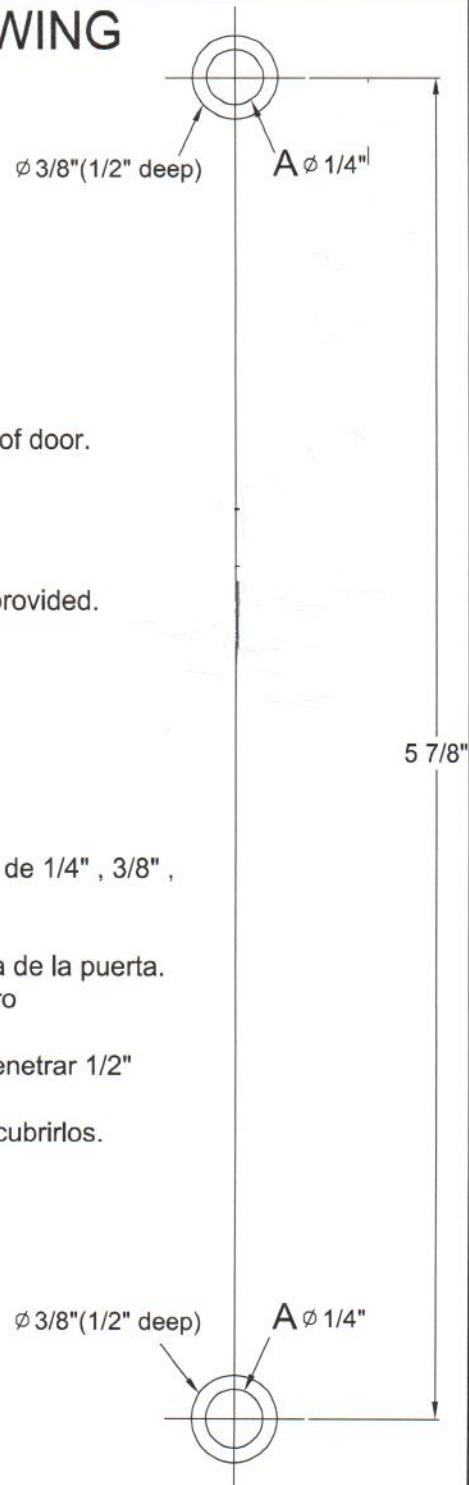 WING
Ø 3/8"(1/2" deep)
A Ø 1/4"
of door.
provided.
5 7/8"
de 1/4" , 3/8" ,
a de la puerta.
ro
enetrar 1/2"
cubrirlos.
Ø 3/8"(1/2" deep)
A Ø 1/4"